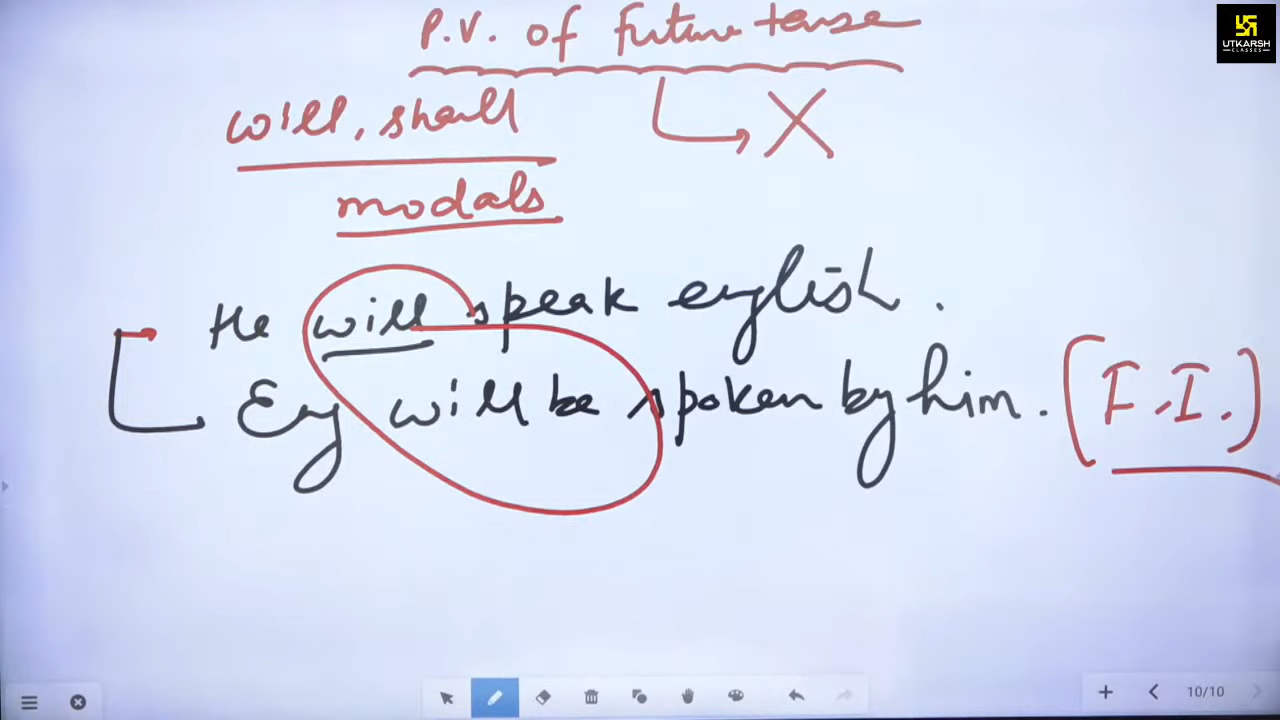 P.V. of future tense
UTKARSH
CLASSES
will, shall
X
modals
He will speak english.
Eng will be spoken by him. (F.I.)
10/10